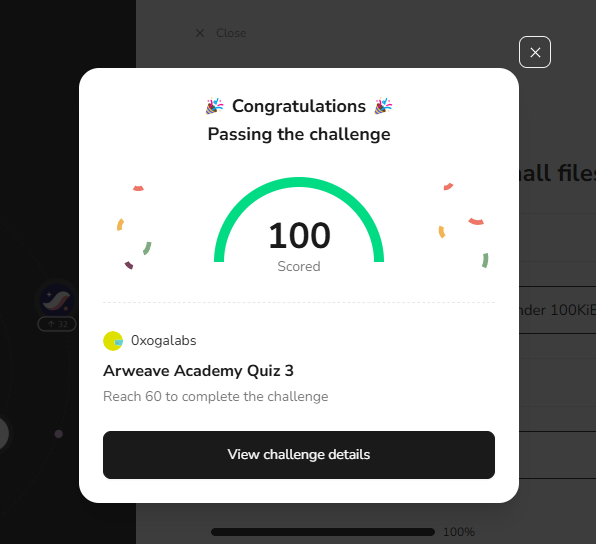 Close
Congratulations
Passing the challenge
all files
100
Scored
nder 100KiB
32
0xogalabs
Arweave Academy Quiz 3
Reach 60 to complete the challenge
View challenge details
100%